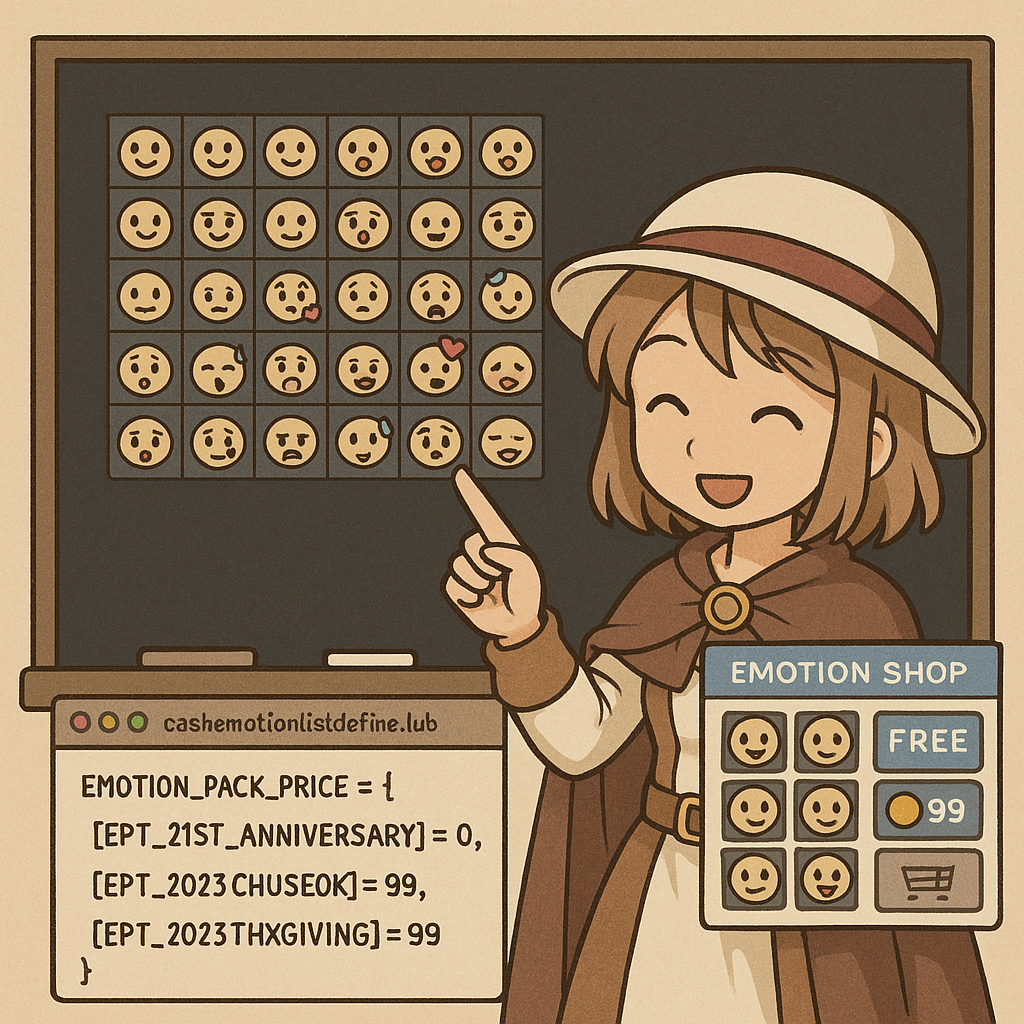 cashemotionlistdefine.lub
EMOTION_PACK_PRICE = {
[EPT_21ST_ANNIVERSARY] = 0,
[EPT_2023CHUSEOK] = 99,
[EPT_2023THXGIVING] = 99
}
EMOTION SHOP
FREE
99